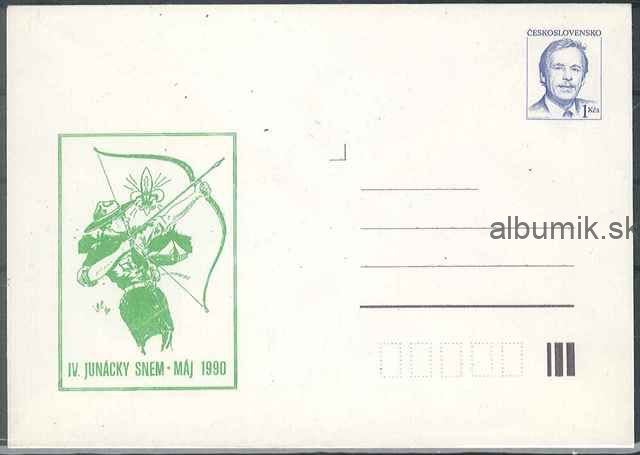 ČESKOSLOVENSKO
1 Kčs
albumik.sk
IV. JUNÁCKY SNEM • MÁJ 1990